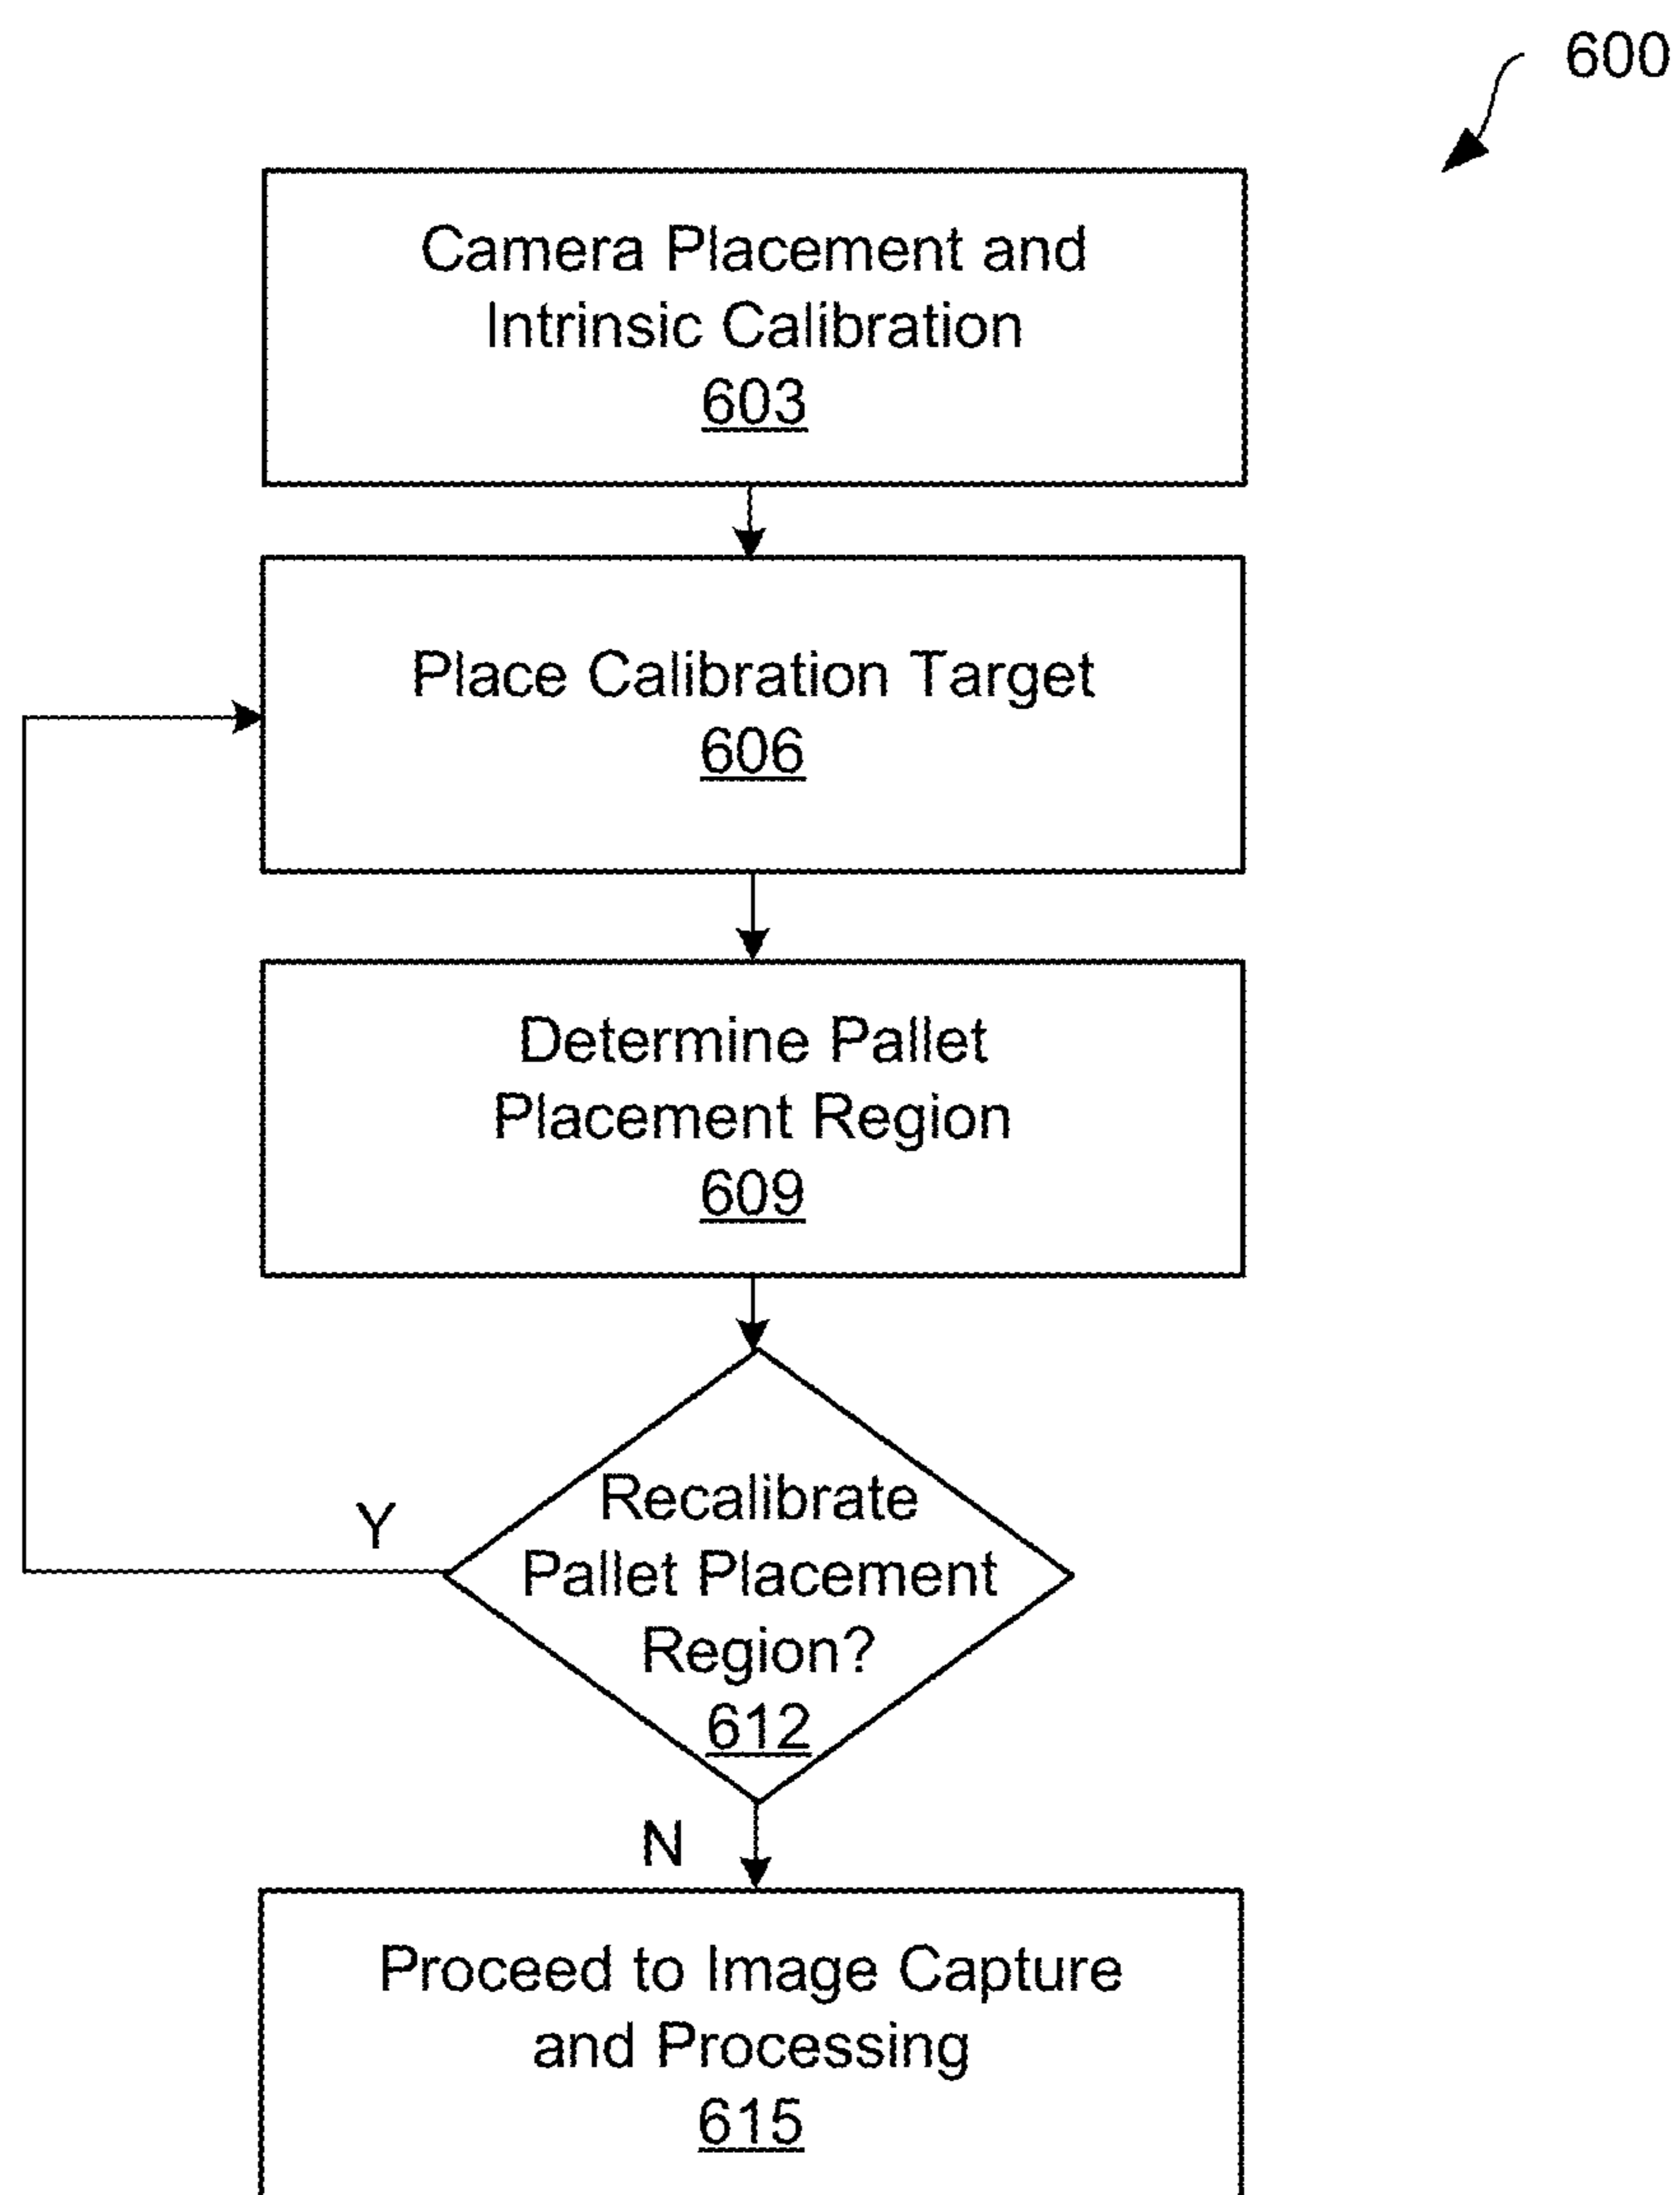 600
Camera Placement and
Intrinsic Calibration
603
Place Calibration Target
606
Determine Pallet
Placement Region
609
Recalibrate
Pallet Placement
Region?
612
Y
N
Proceed to Image Capture
and Processing
615